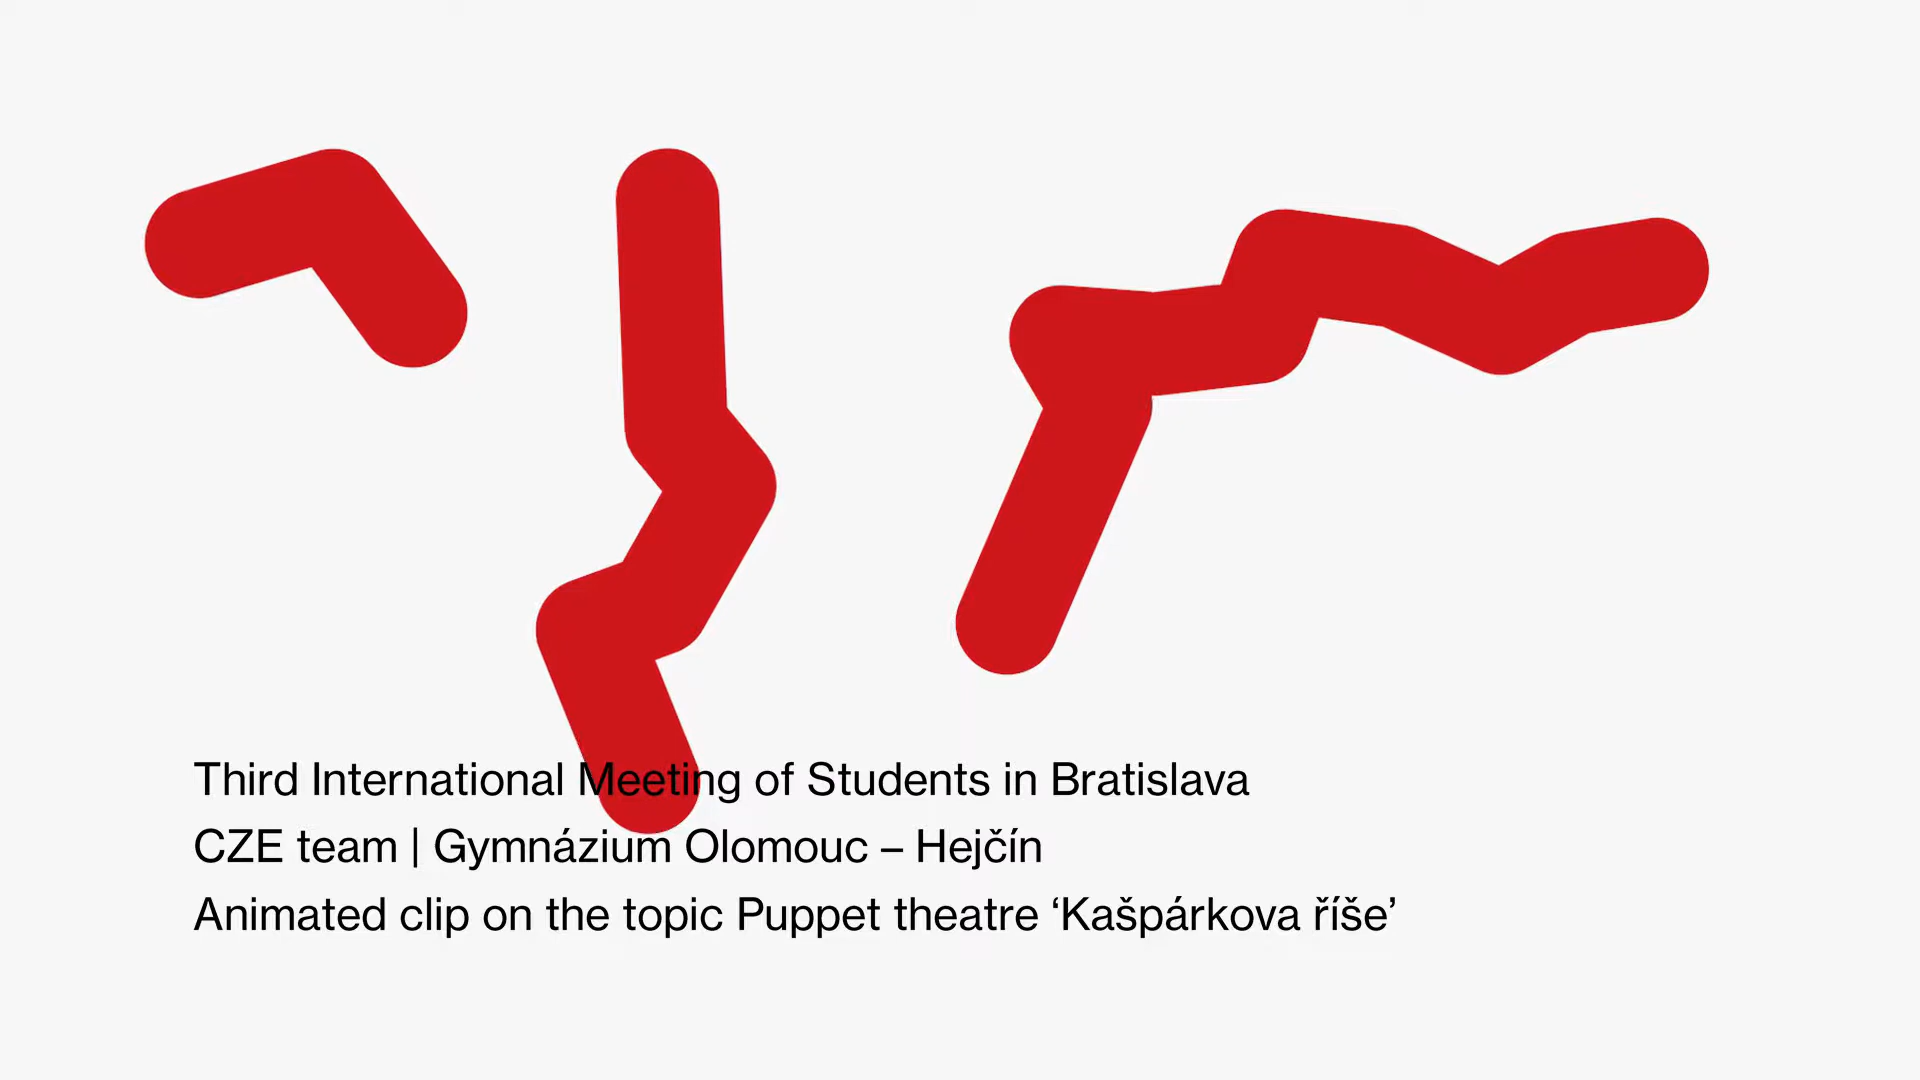 Third International Meeting of Students in Bratislava
CZE team | Gymnázium Olomouc – Hejčín
Animated clip on the topic Puppet theatre ‘Kašpárkova říše’